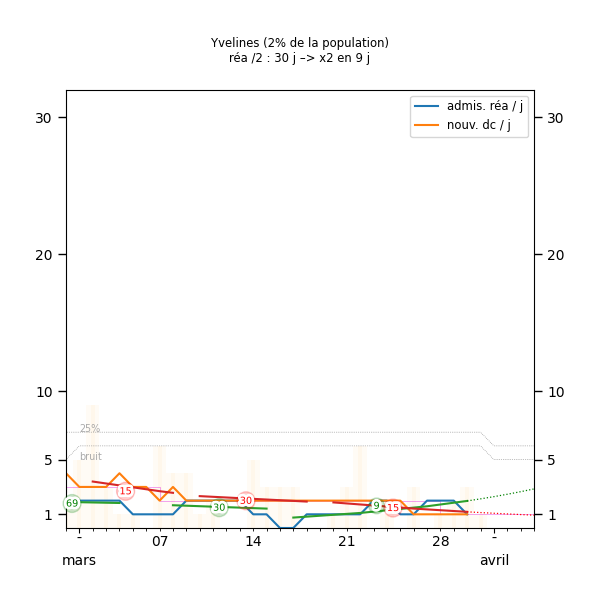 Yvelines (2% de la population)
réa /2 : 30 j –> x2 en 9 j
admis. réa / j
nouv. dc / j
30 30
20 20
10 10
25%
bruit
5 5
69 15 30 30 9 15
1 1
- 07 14 21 28 -
mars avril